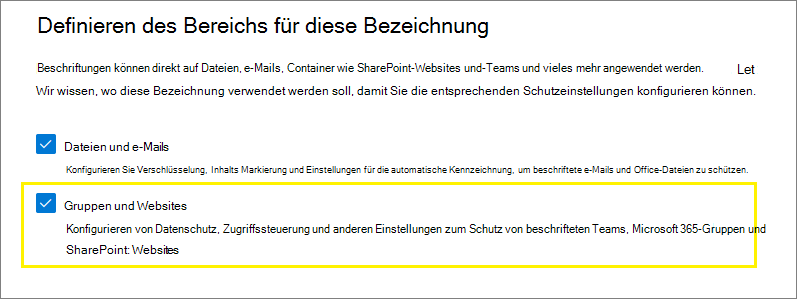 Definieren des Bereichs für diese Bezeichnung
Beschriftungen können direkt auf Dateien, e-Mails, Container wie SharePoint-Websites und-Teams und vieles mehr angewendet werden. Let
Wir wissen, wo diese Bezeichnung verwendet werden soll, damit Sie die entsprechenden Schutzeinstellungen konfigurieren können.
Dateien und e-Mails
Konfigurieren Sie Verschlüsselung, Inhalts Markierung und Einstellungen für die automatische Kennzeichnung, um beschriftete e-Mails und Office-Dateien zu schützen.
Gruppen und Websites
Konfigurieren von Datenschutz, Zugriffssteuerung und anderen Einstellungen zum Schutz von beschrifteten Teams, Microsoft 365-Gruppen und
SharePoint: Websites